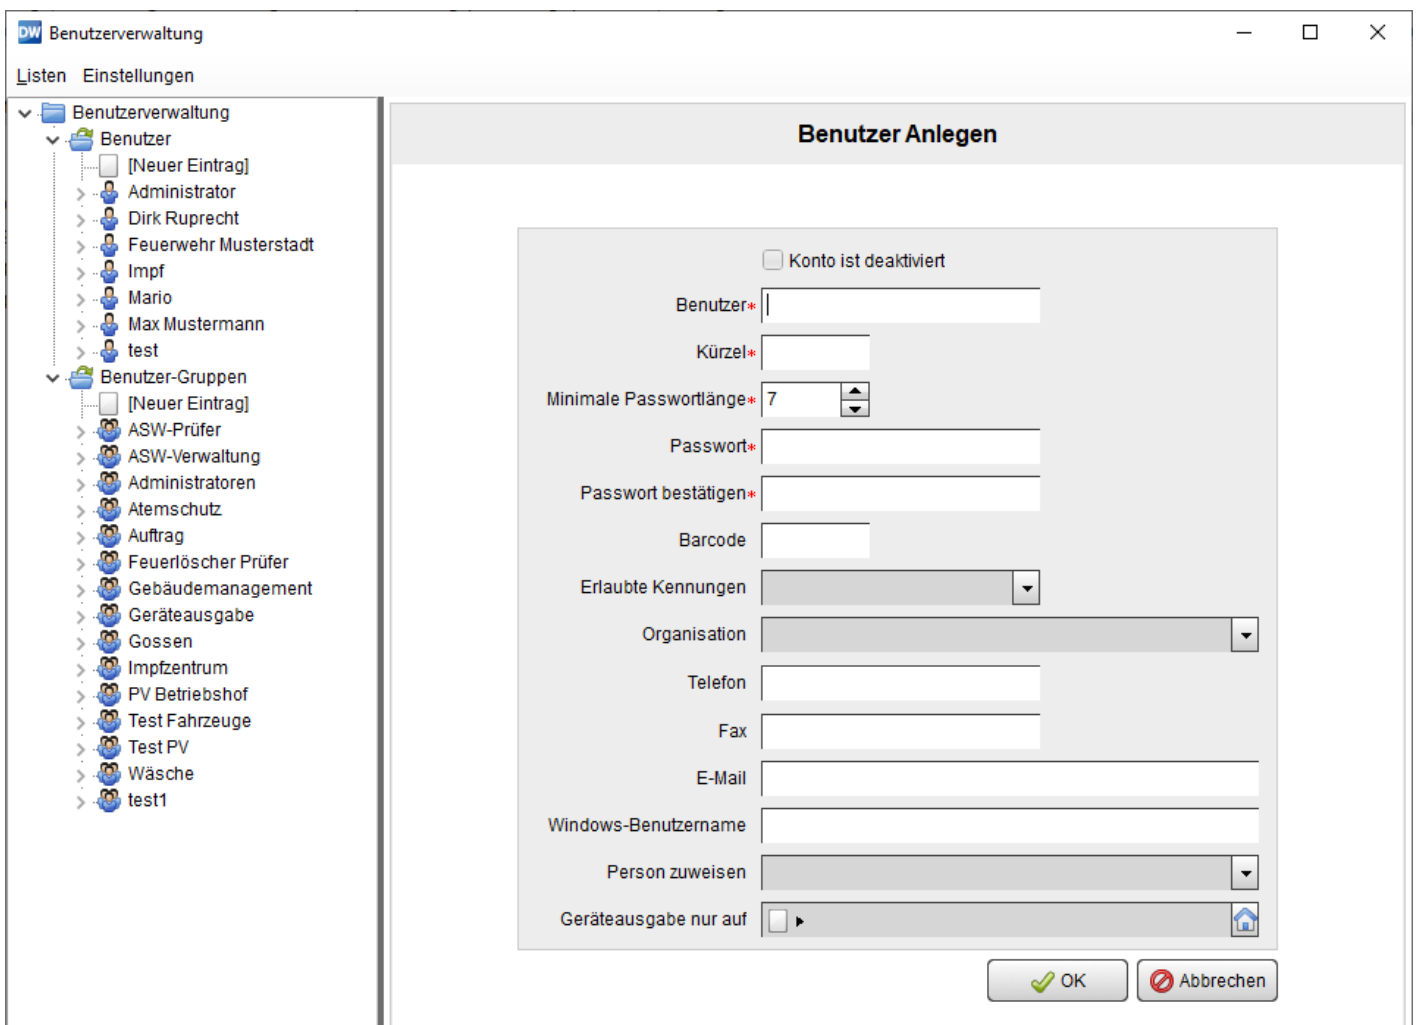 DW Benutzerverwaltung
Listen Einstellungen
Benutzerverwaltung
Benutzer
[Neuer Eintrag]
Administrator
Dirk Ruprecht
Feuerwehr Musterstadt
Impf
Mario
Max Mustermann
test
Benutzer-Gruppen
[Neuer Eintrag]
ASW-Prüfer
ASW-Verwaltung
Administratoren
Atemschutz
Auftrag
Feuerlöscher Prüfer
Gebäudemanagement
Geräteausgabe
Gossen
Impfzentrum
PV Betriebshof
Test Fahrzeuge
Test PV
Wäsche
test1
Benutzer Anlegen
Konto ist deaktiviert
Benutzer*
Kürzel*
Minimale Passwortlänge* 7
Passwort*
Passwort bestätigen*
Barcode
Erlaubte Kennungen
Organisation
Telefon
Fax
E-Mail
Windows-Benutzername
Person zuweisen
Geräteausgabe nur auf
OK Abbrechen